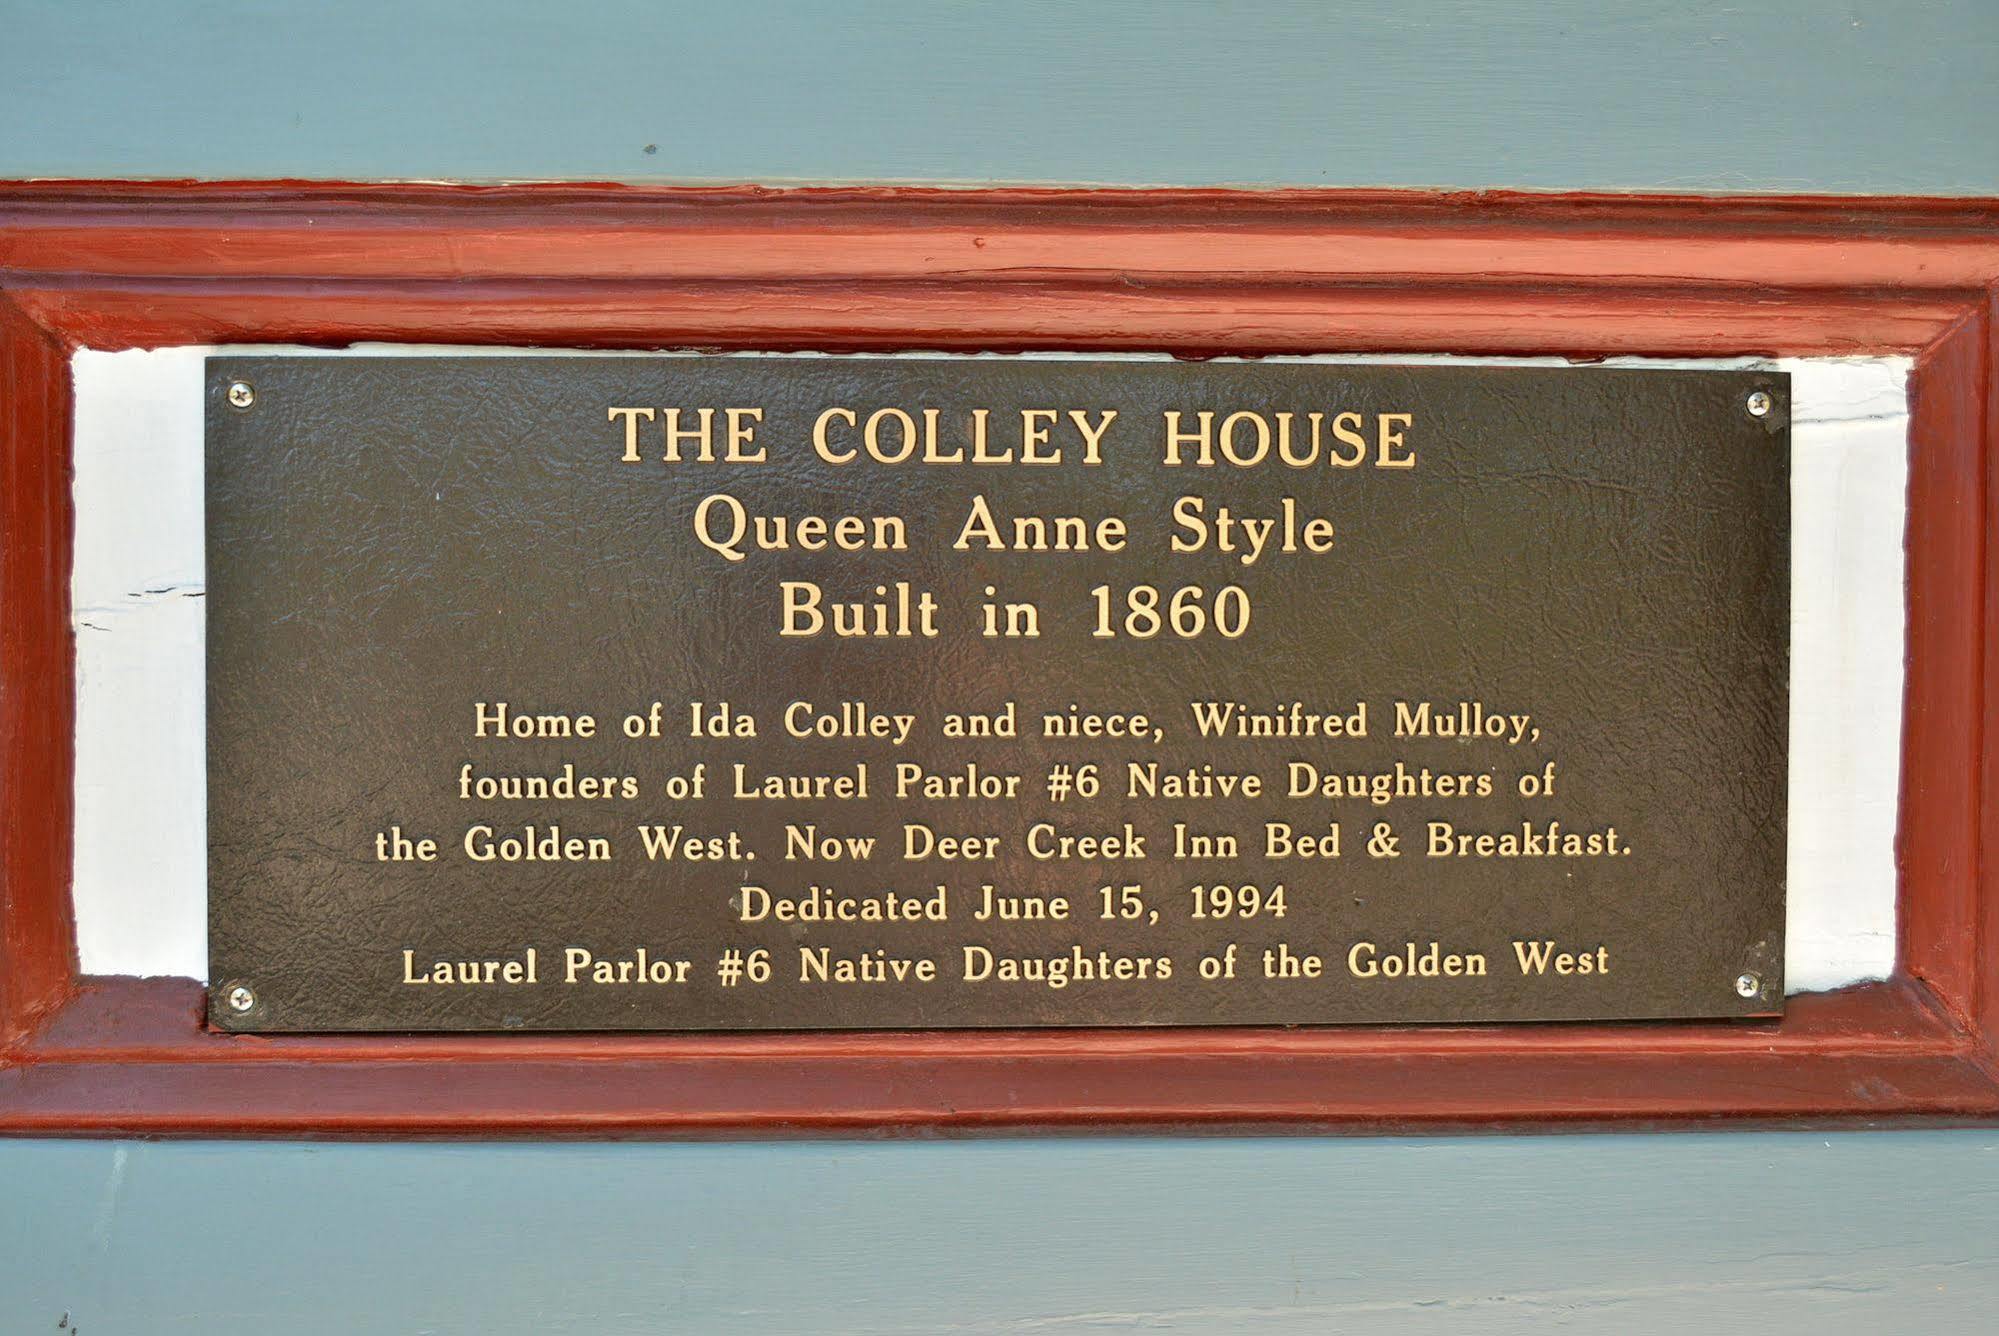 THE COLLEY HOUSE
Queen Anne Style
Built in 1860
Home of Ida Colley and niece, Winifred Mulloy,
founders of Laurel Parlor #6 Native Daughters of
the Golden West. Now Deer Creek Inn Bed & Breakfast.
Dedicated June 15, 1994
Laurel Parlor #6 Native Daughters of the Golden West